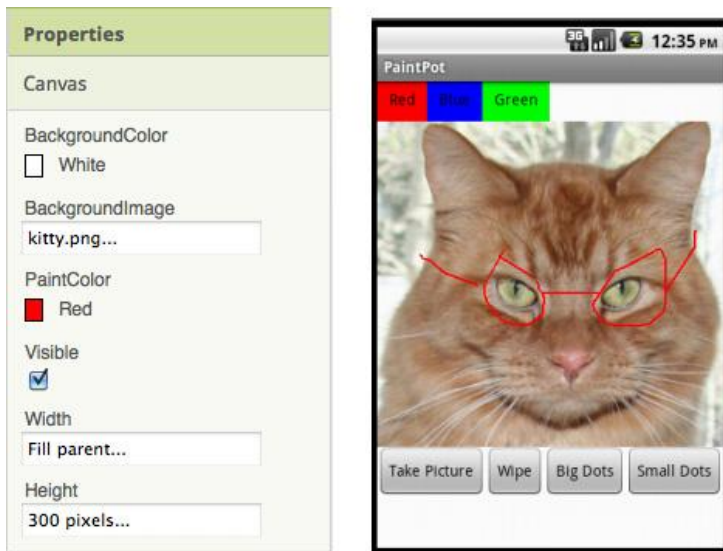 Properties
Canvas
BackgroundColor
White
BackgroundImage
kitty.png...
PaintColor
Red
Visible
Width
Fill parent...
Height
300 pixels...
3G
12:35 PM
PaintPot
Red Blue Green
Take Picture Wipe Big Dots Small Dots